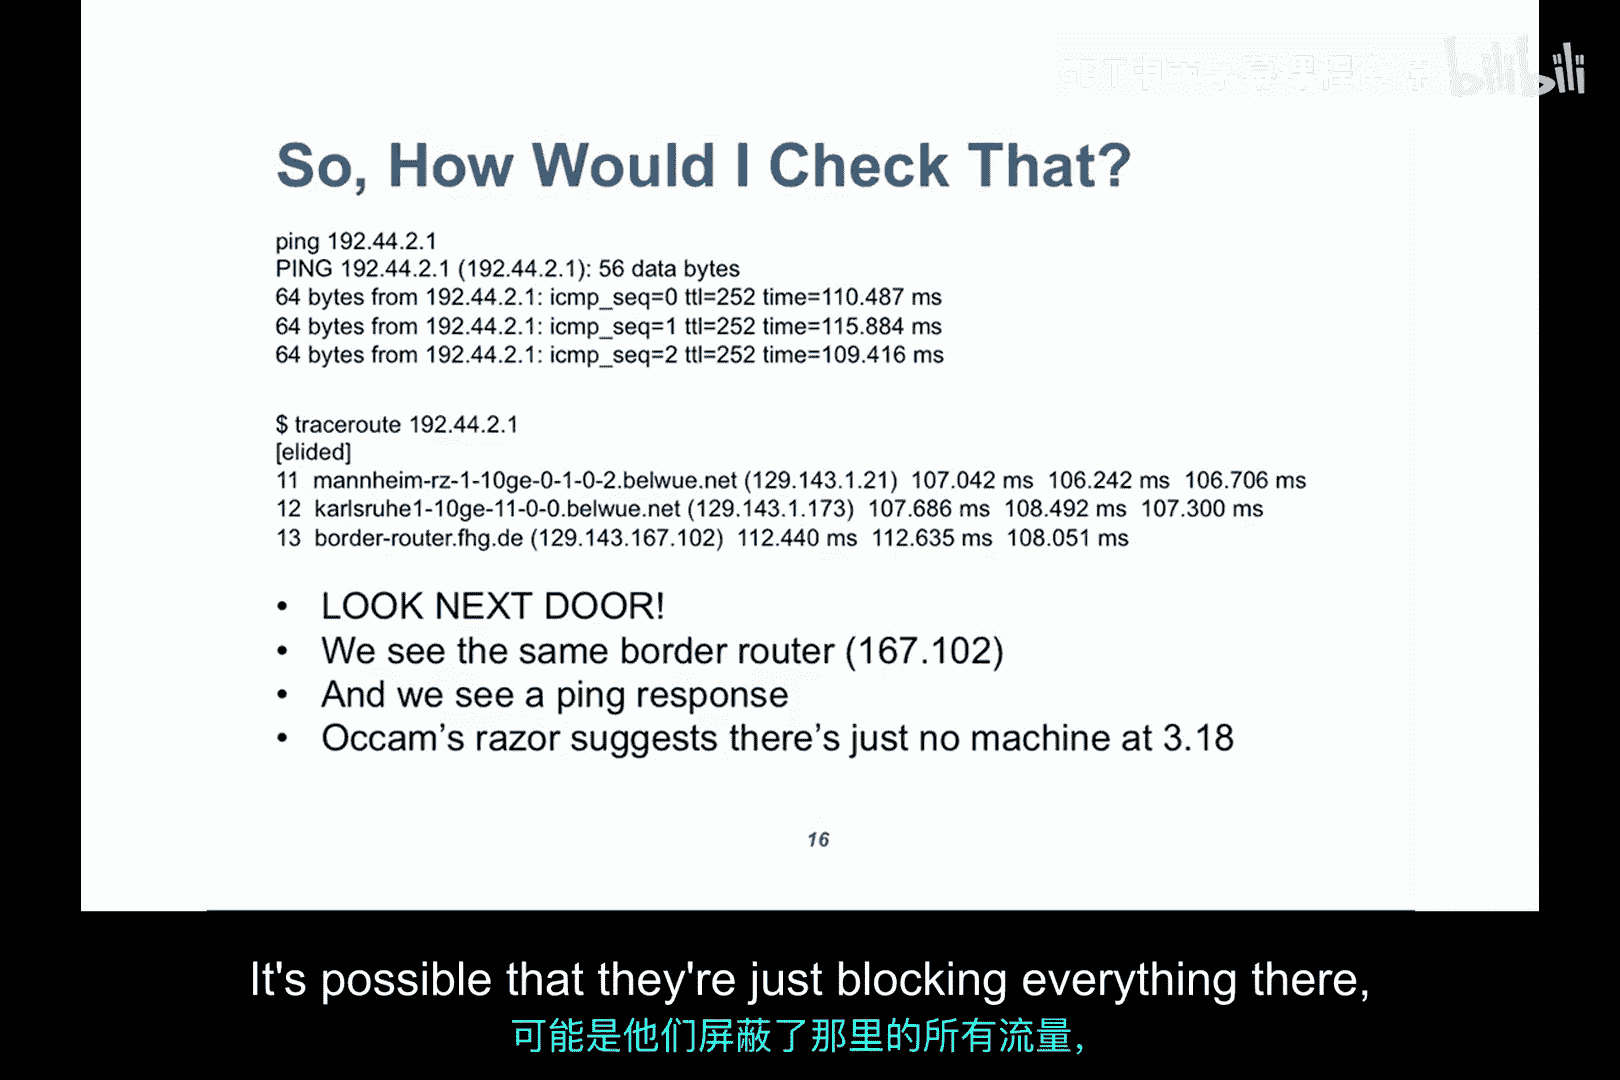 bilibili
So, How Would I Check That?
ping 192.44.2.1
PING 192.44.2.1 (192.44.2.1): 56 data bytes
64 bytes from 192.44.2.1: icmp_seq=0 ttl=252 time=110.487 ms
64 bytes from 192.44.2.1: icmp_seq=1 ttl=252 time=115.884 ms
64 bytes from 192.44.2.1: icmp_seq=2 ttl=252 time=109.416 ms
$ traceroute 192.44.2.1
[elided]
11 mannheim-rz-1-10ge-0-1-0-2.belwue.net (129.143.1.21) 107.042 ms 106.242 ms 106.706 ms
12 karlsruhe1-10ge-11-0-0.belwue.net (129.143.1.173) 107.686 ms 108.492 ms 107.300 ms
13 border-router.fhg.de (129.143.167.102) 112.440 ms 112.635 ms 108.051 ms
• LOOK NEXT DOOR!
• We see the same border router (167.102)
• And we see a ping response
• Occam’s razor suggests there’s just no machine at 3.18
16
It's possible that they're just blocking everything there,
可能是他们屏蔽了那里的所有流量，